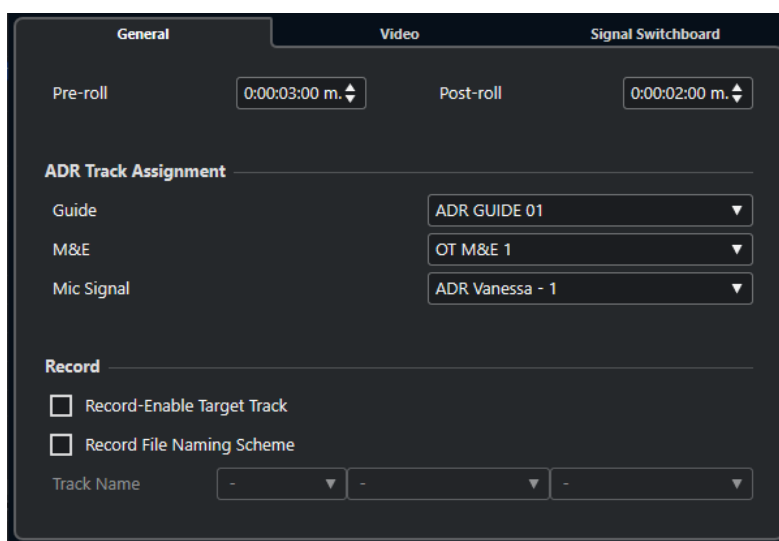 General Video Signal Switchboard
Pre-roll 0:00:03:00 m. Post-roll 0:00:02:00 m.
ADR Track Assignment
Guide ADR GUIDE 01
M&E OT M&E 1
Mic Signal ADR Vanessa - 1
Record
Record-Enable Target Track
Record File Naming Scheme
Track Name - - -